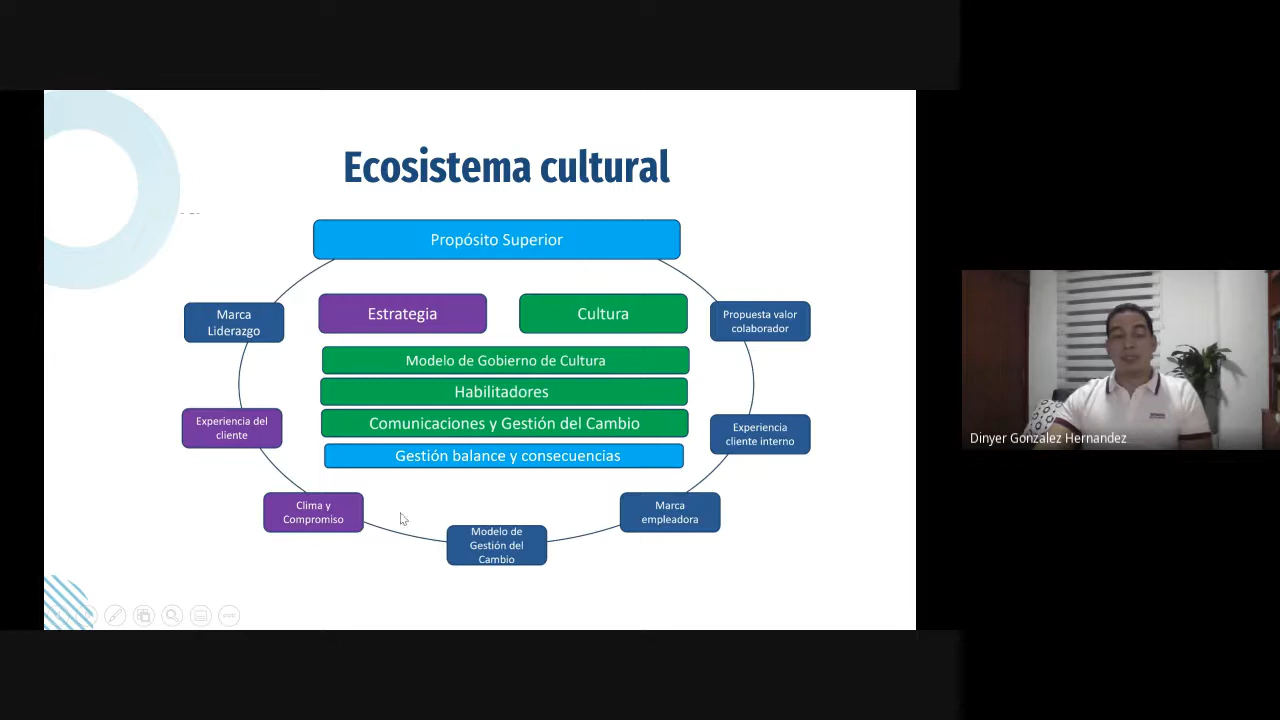 Ecosistema cultural
Propósito Superior
Marca
Liderazgo
Estrategia
Cultura
Propuesta valor
colaborador
Modelo de Gobierno de Cultura
Habilitadores
Comunicaciones y Gestión del Cambio
Gestión balance y consecuencias
Experiencia del
cliente
Experiencia
cliente interno
Clima y
Compromiso
Modelo de
Gestión del
Cambio
Marca
empleadora
Dinyer Gonzalez Hernandez